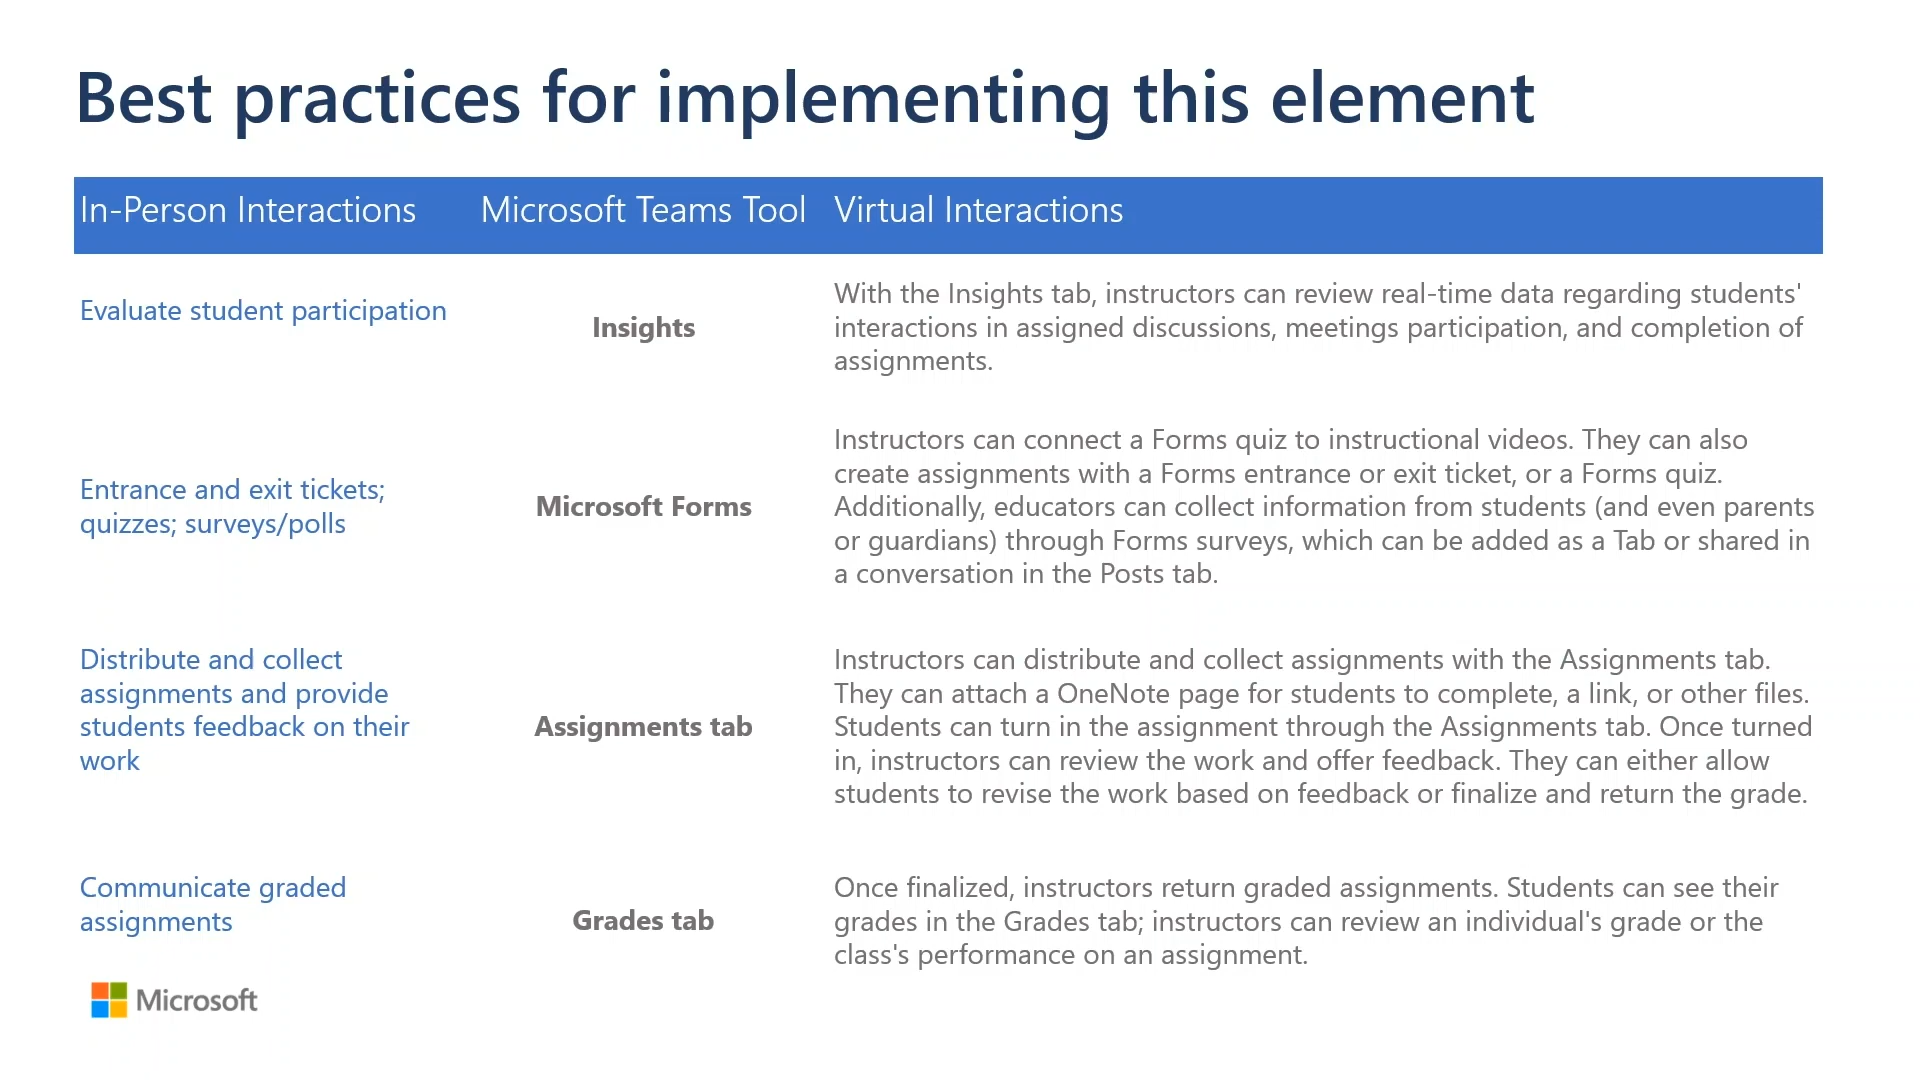 Best practices for implementing this element
In-Person Interactions
Microsoft Teams Tool
Virtual Interactions
Evaluate student participation
Insights
With the Insights tab, instructors can review real-time data regarding students'
interactions in assigned discussions, meetings participation, and completion of
assignments.
Entrance and exit tickets;
quizzes; surveys/polls
Microsoft Forms
Instructors can connect a Forms quiz to instructional videos. They can also
create assignments with a Forms entrance or exit ticket, or a Forms quiz.
Additionally, educators can collect information from students (and even parents
or guardians) through Forms surveys, which can be added as a Tab or shared in
a conversation in the Posts tab.
Distribute and collect
assignments and provide
students feedback on their
work
Assignments tab
Instructors can distribute and collect assignments with the Assignments tab.
They can attach a OneNote page for students to complete, a link, or other files.
Students can turn in the assignment through the Assignments tab. Once turned
in, instructors can review the work and offer feedback. They can either allow
students to revise the work based on feedback or finalize and return the grade.
Communicate graded
assignments
Grades tab
Once finalized, instructors return graded assignments. Students can see their
grades in the Grades tab; instructors can review an individual's grade or the
class's performance on an assignment.
Microsoft